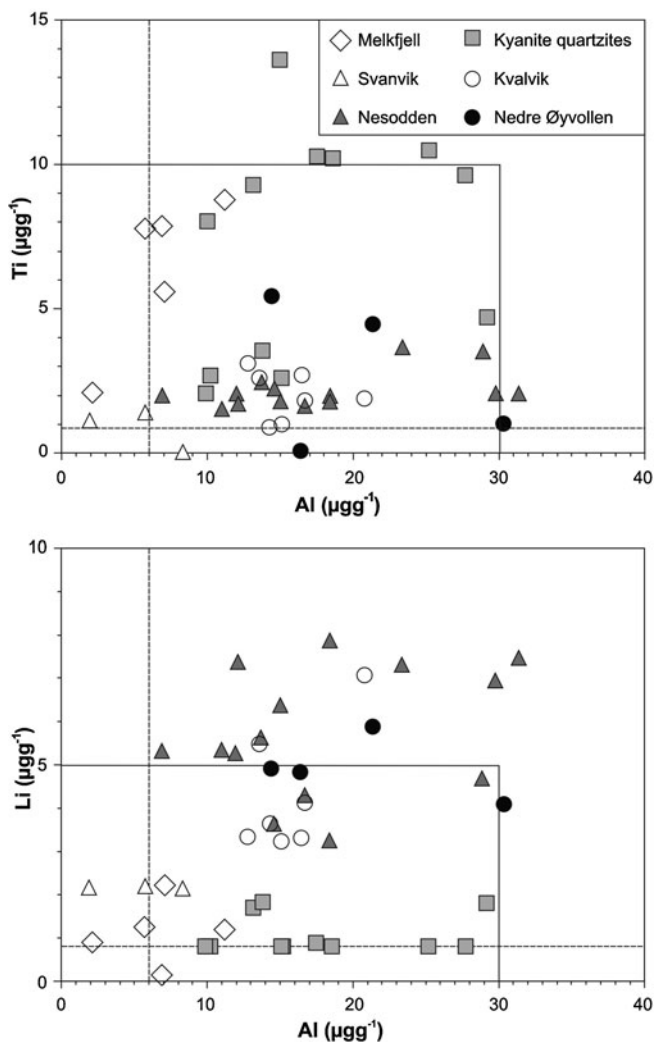 15
10
5
0
Ti (µgg-1)
Melkfjell
Svanvik
Nesodden
Kyanite quartzites
Kvalvik
Nedre Øyvollen
0 10 20 30 40
Al (µgg-1)
10
5
0
Li (µgg-1)
0 10 20 30 40
Al (µgg-1)